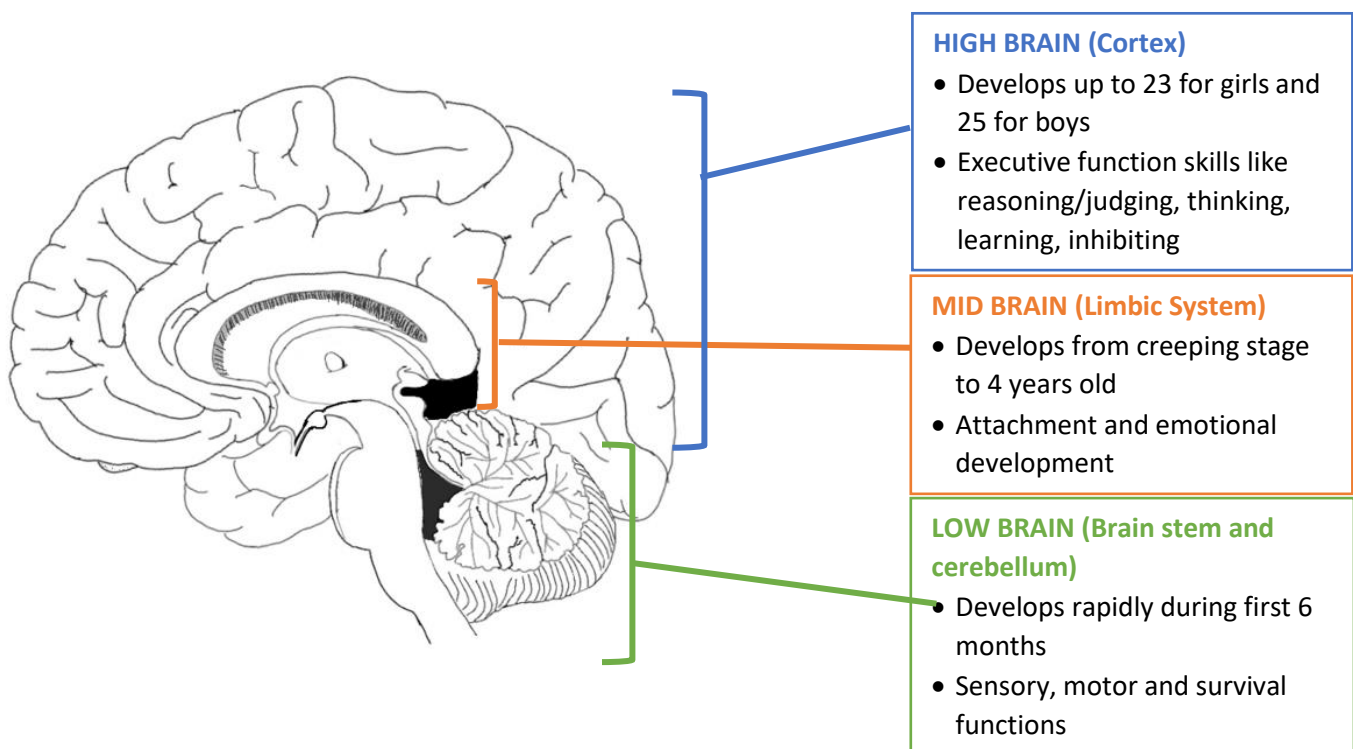 HIGH BRAIN (Cortex)
• Develops up to 23 for girls and
25 for boys
• Executive function skills like
reasoning/judging, thinking,
learning, inhibiting
MID BRAIN (Limbic System)
• Develops from creeping stage
to 4 years old
• Attachment and emotional
development
LOW BRAIN (Brain stem and
cerebellum)
• Develops rapidly during first 6
months
• Sensory, motor and survival
functions